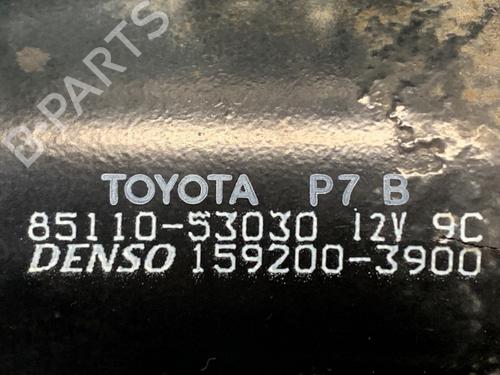 B-PARTS
TOYOTA P7 B
85110-53030 12V 9C
DENSO 159200-3900